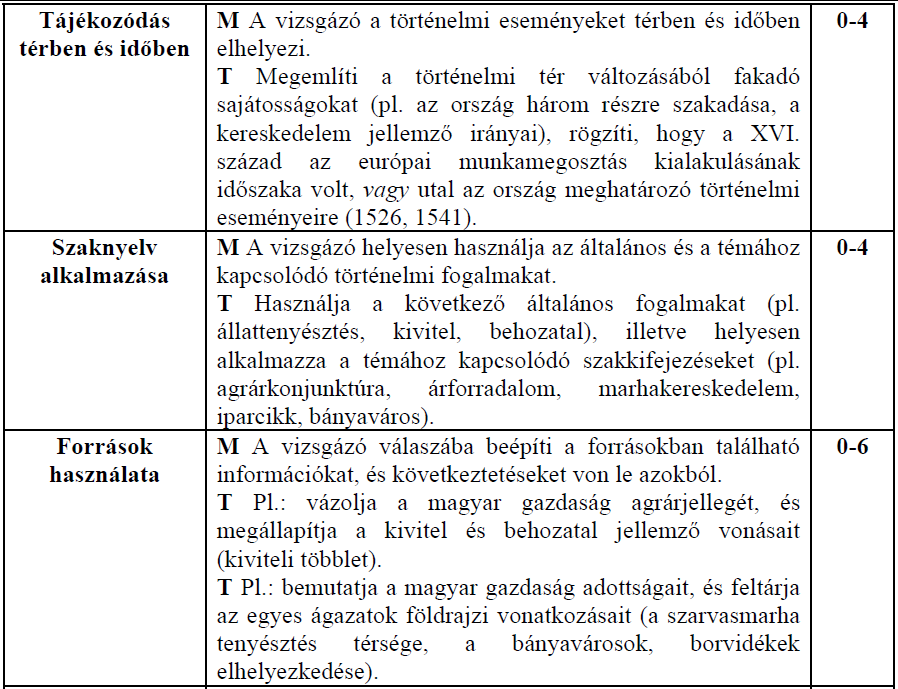 Tájékozódás
térben és időben
M A vizsgázó a történelmi eseményeket térben és időben
elhelyezi.
T Megemlíti a történelmi tér változásából fakadó
sajátosságokat (pl. az ország három részre szakadása, a
kereskedelem jellemző irányai), rögzíti, hogy a XVI.
század az európai munkamegosztás kialakulásának
időszaka volt, vagy utal az ország meghatározó történelmi
eseményeire (1526, 1541).
0-4
Szaknyelv
alkalmazása
M A vizsgázó helyesen használja az általános és a témához
kapcsolódó történelmi fogalmakat.
T Használja a következő általános fogalmakat (pl.
állattenyésztés, kivitel, behozatal), illetve helyesen
alkalmazza a témához kapcsolódó szakkifejezéseket (pl.
agrárkonjunktúra, árforradalom, marhakereskedelem,
iparcikk, bányaváros).
0-4
Források
használata
M A vizsgázó válaszába beépíti a forrásokban található
információkat, és következtetéseket von le azokból.
T Pl.: vázolja a magyar gazdaság agrárjellegét, és
megállapítja a kivitel és behozatal jellemző vonásait
(kiviteli többlet).
T Pl.: bemutatja a magyar gazdaság adottságait, és feltárja
az egyes ágazatok földrajzi vonatkozásait (a szarvasmarha
tenyésztés térsége, a bányavárosok, borvidékek
elhelyezkedése).
0-6